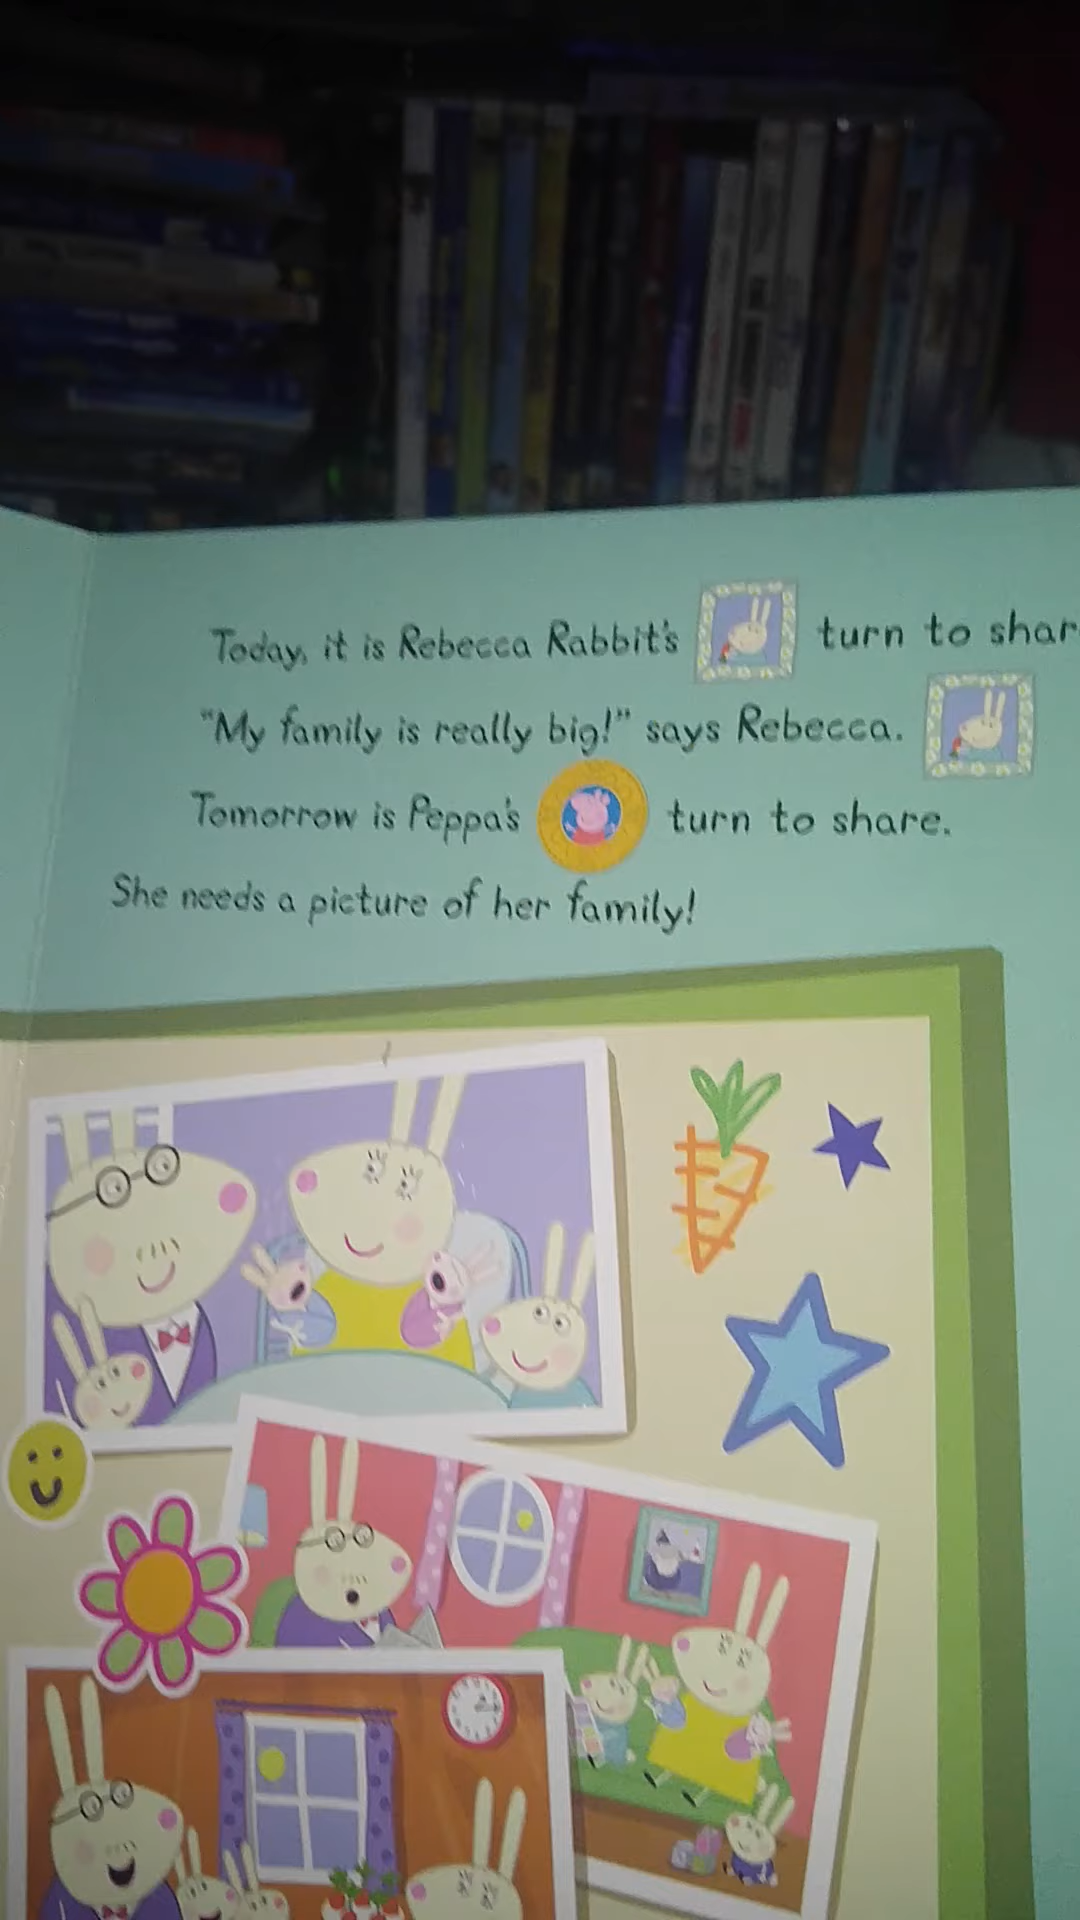 Today, it is Rebecca Rabbit's turn to shar
"My family is really big!" says Rebecca.
Tomorrow is Peppa's turn to share.
She needs a picture of her family!